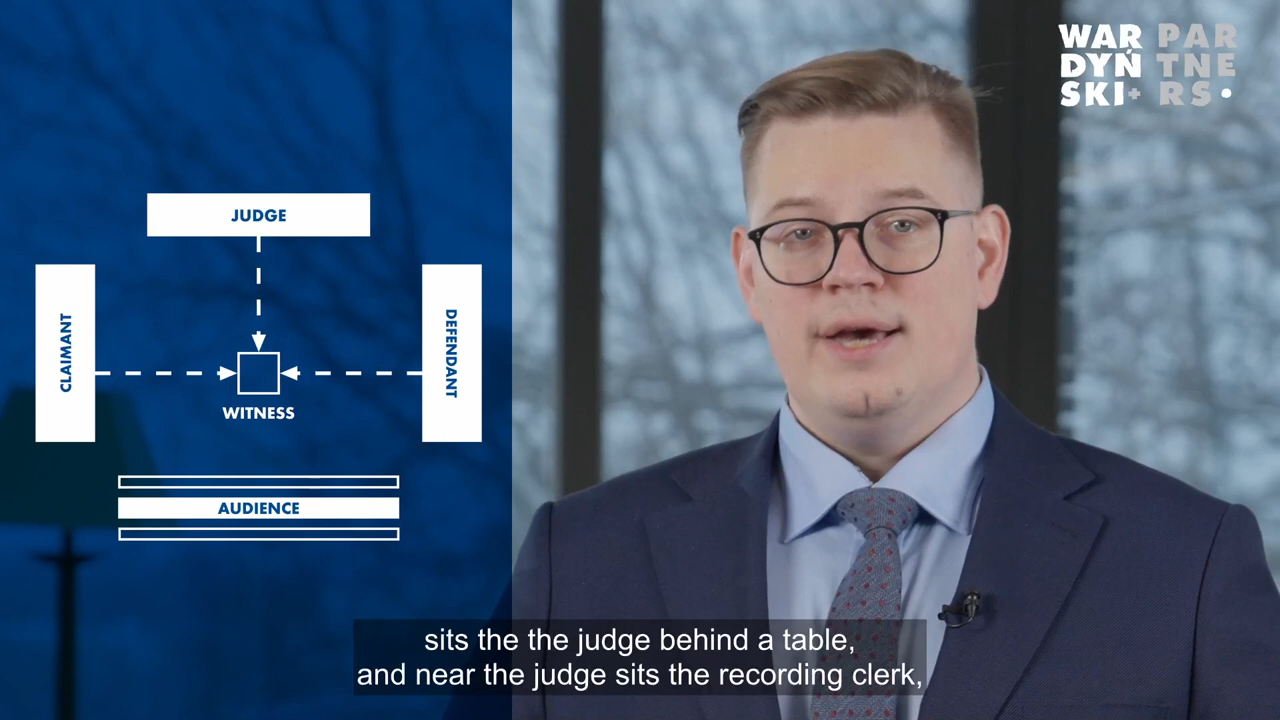 WAR PAR
DYŃ TNE
SKI+ RS•
JUDGE
CLAIMANT
DEFENDANT
WITNESS
AUDIENCE
sits the the judge behind a table,
and near the judge sits the recording clerk,